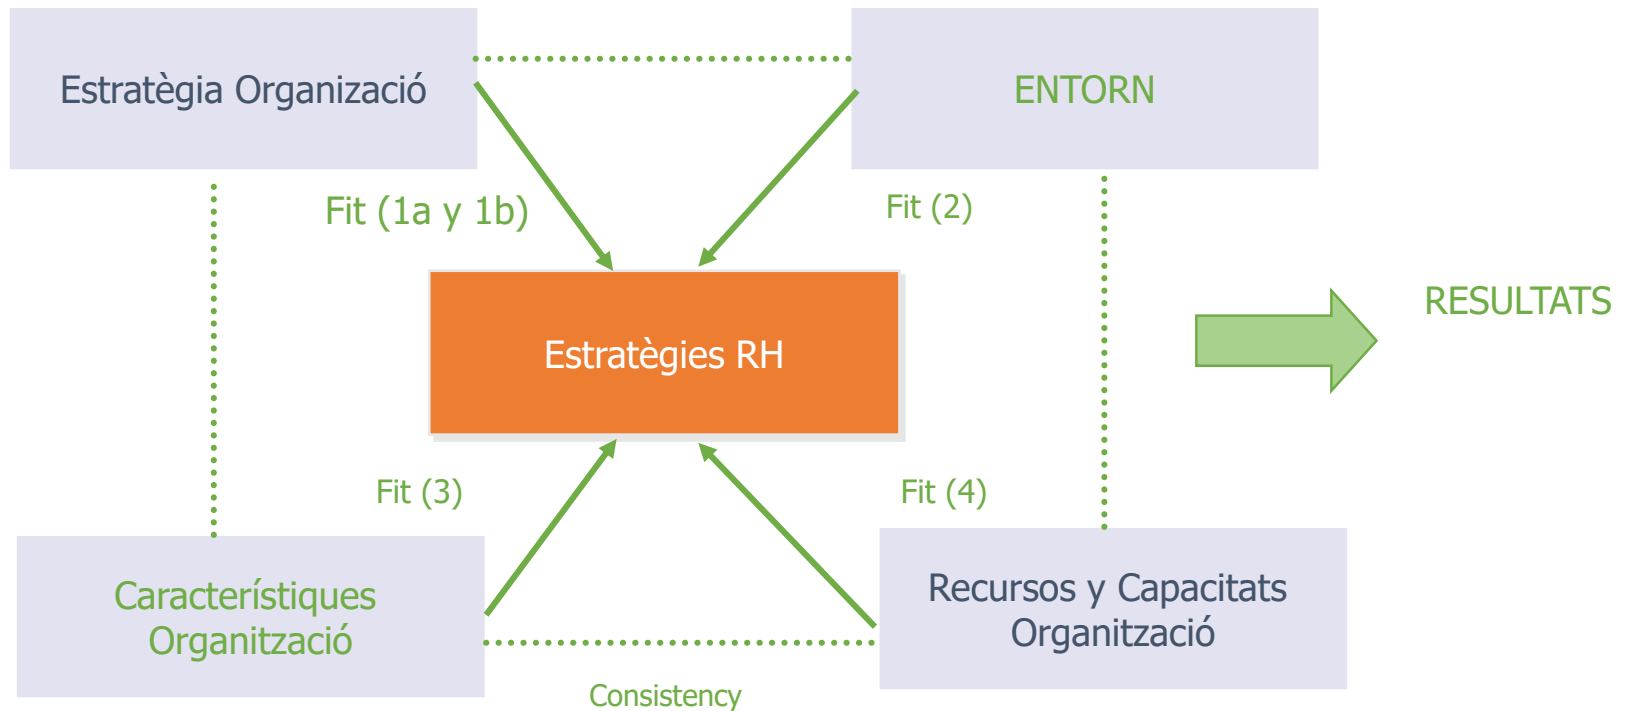 Estratègia Organizació
ENTORN
Fit (1a y 1b)
Fit (2)
RESULTATS
Estratègies RH
Fit (3)
Fit (4)
Característiques
Organització
Recursos y Capacitats
Organització
Consistency